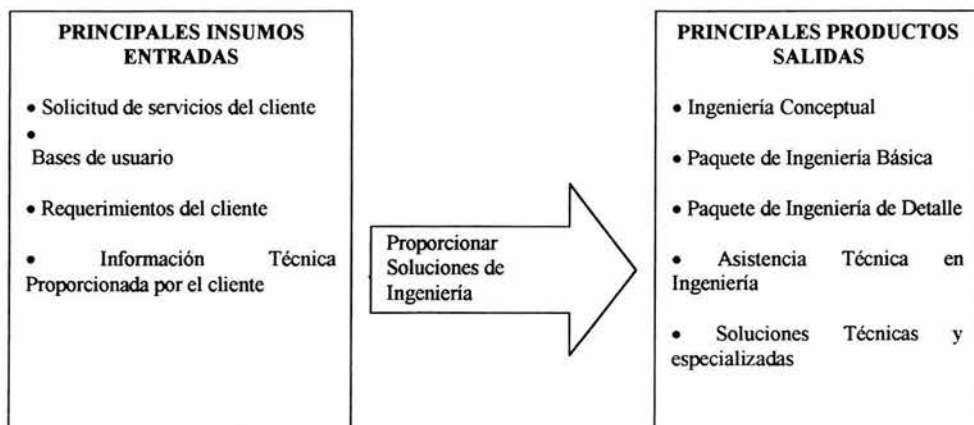 PRINCIPALES INSUMOS
ENTRADAS
• Solicitud de servicios del cliente
•
Bases de usuario
• Requerimientos del cliente
• Información Técnica
Proporcionada por el cliente
Proporcionar
Soluciones de
Ingeniería
PRINCIPALES PRODUCTOS
SALIDAS
• Ingeniería Conceptual
• Paquete de Ingeniería Básica
• Paquete de Ingeniería de Detalle
• Asistencia Técnica en
Ingeniería
• Soluciones Técnicas y
especializadas